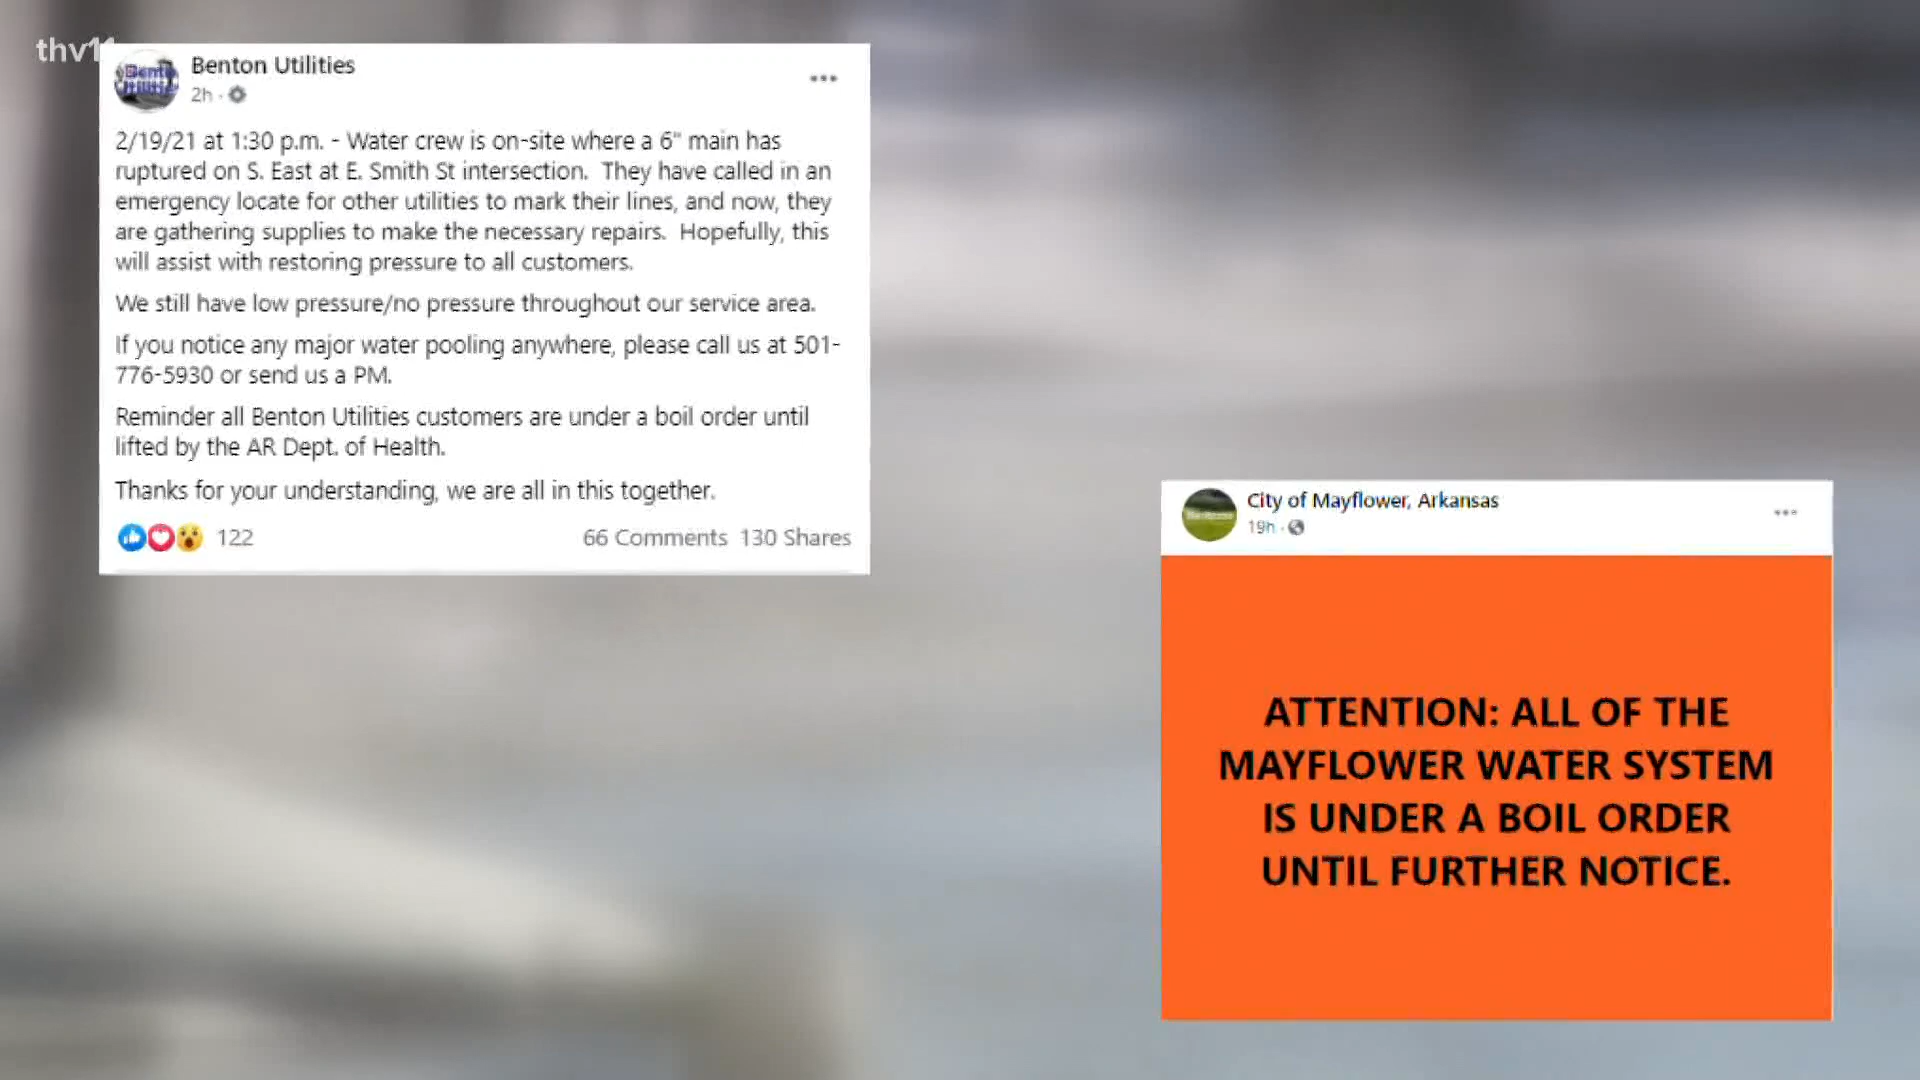 thv11
Benton Utilities
2h ·
2/19/21 at 1:30 p.m. - Water crew is on-site where a 6" main has
ruptured on S. East at E. Smith St intersection. They have called in an
emergency locate for other utilities to mark their lines, and now, they
are gathering supplies to make the necessary repairs. Hopefully, this
will assist with restoring pressure to all customers.
We still have low pressure/no pressure throughout our service area.
If you notice any major water pooling anywhere, please call us at 501-
776-5930 or send us a PM.
Reminder all Benton Utilities customers are under a boil order until
lifted by the AR Dept. of Health.
Thanks for your understanding, we are all in this together.
122 66 Comments 130 Shares
City of Mayflower, Arkansas
19h ·
ATTENTION: ALL OF THE
MAYFLOWER WATER SYSTEM
IS UNDER A BOIL ORDER
UNTIL FURTHER NOTICE.